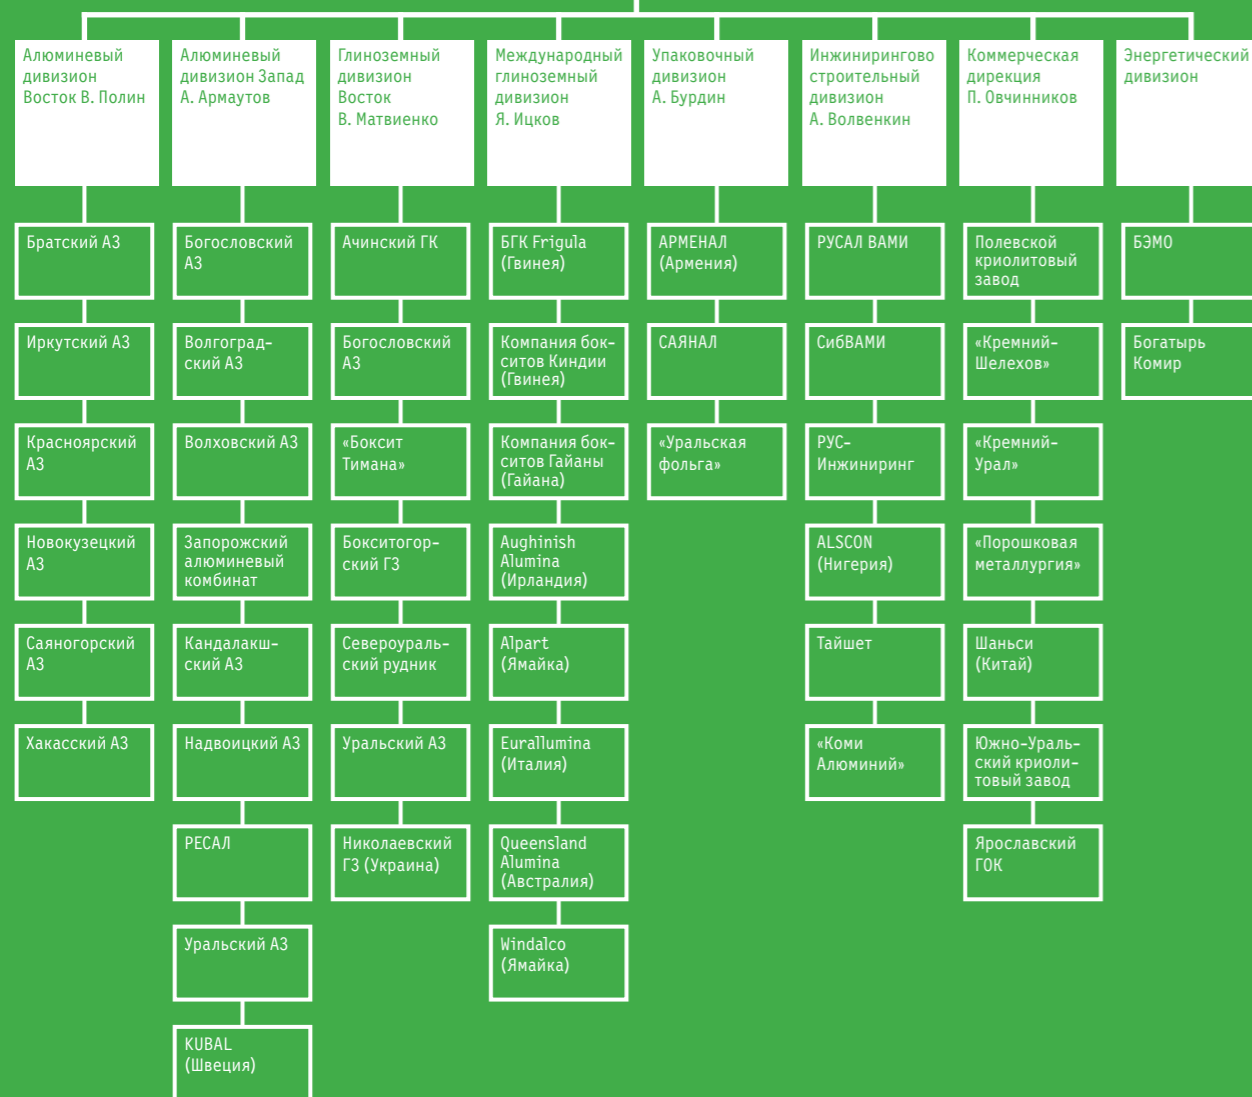 Алюминевый
дивизион
Восток В. Полин
Алюминевый
дивизион Запад
А. Армаутов
Глиноземный
дивизион
Восток
В. Матвиенко
Международный
глиноземный
дивизион
Я. Ицков
Упаковочный
дивизион
А. Бурдин
Инжинирингово
строительный
дивизион
А. Волвенкин
Коммерческая
дирекция
П. Овчинников
Энергетический
дивизион
Братский АЗ
Иркутский АЗ
Красноярский
АЗ
Новокузецкий
АЗ
Саяногорский
АЗ
Хакасский АЗ
Богословский
АЗ
Волгоград-
ский АЗ
Волховский АЗ
Запорожский
алюминевый
комбинат
Кандалакш-
ский АЗ
Надвоицкий АЗ
РЕСАЛ
Уральский АЗ
KUBAL
(Швеция)
Ачинский ГК
Богословский
АЗ
«Боксит
Тимана»
Бокситогор-
ский ГЗ
Североураль-
ский рудник
Уральский АЗ
Николаевский
ГЗ (Украина)
БГК Frigula
(Гвинея)
Компания бок-
ситов Киндии
(Гвинея)
Компания бок-
ситов Гайаны
(Гайана)
Aughinish
Alumina
(Ирландия)
Alpart
(Ямайка)
Eurallumina
(Италия)
Queensland
Alumina
(Австралия)
Windalco
(Ямайка)
АРМЕНАЛ
(Армения)
САЯНАЛ
«Уральская
фольга»
РУСАЛ ВАМИ
СибВАМИ
РУС-
Инжиниринг
ALSCON
(Нигерия)
Тайшет
«Коми
Алюминий»
Полевской
криолитовый
завод
«Кремний-
Шелехов»
«Кремний-
Урал»
«Порошковая
металлургия»
Шаньси
(Китай)
Южно-Ураль-
ский криоли-
товый завод
Ярославский
ГОК
БЭМО
Богатырь
Комир